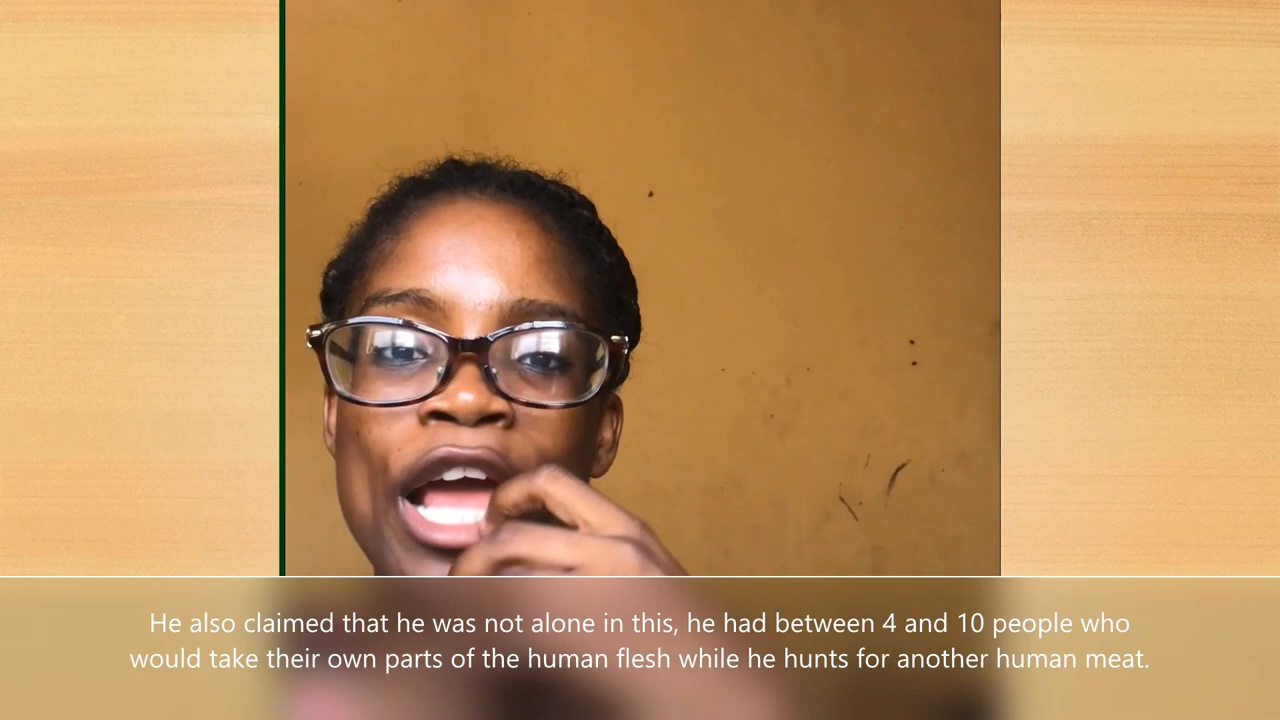 He also claimed that he was not alone in this, he had between 4 and 10 people who
would take their own parts of the human flesh while he hunts for another human meat.